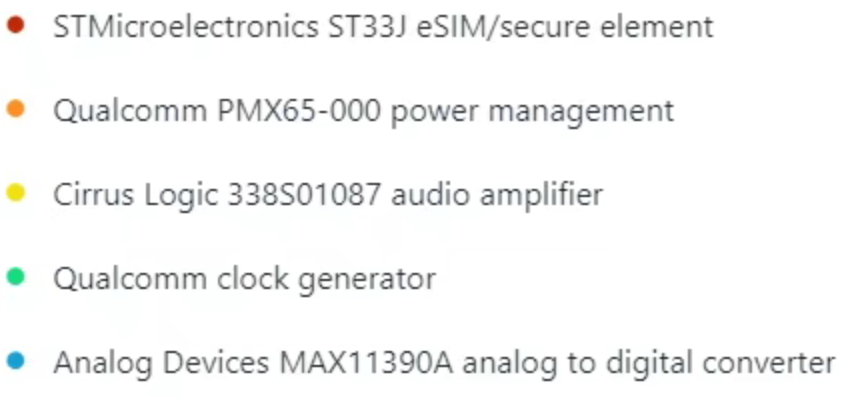 STMicroelectronics ST33J eSIM/secure element
Qualcomm PMX65-000 power management
Cirrus Logic 338S01087 audio amplifier
Qualcomm clock generator
Analog Devices MAX11390A analog to digital converter